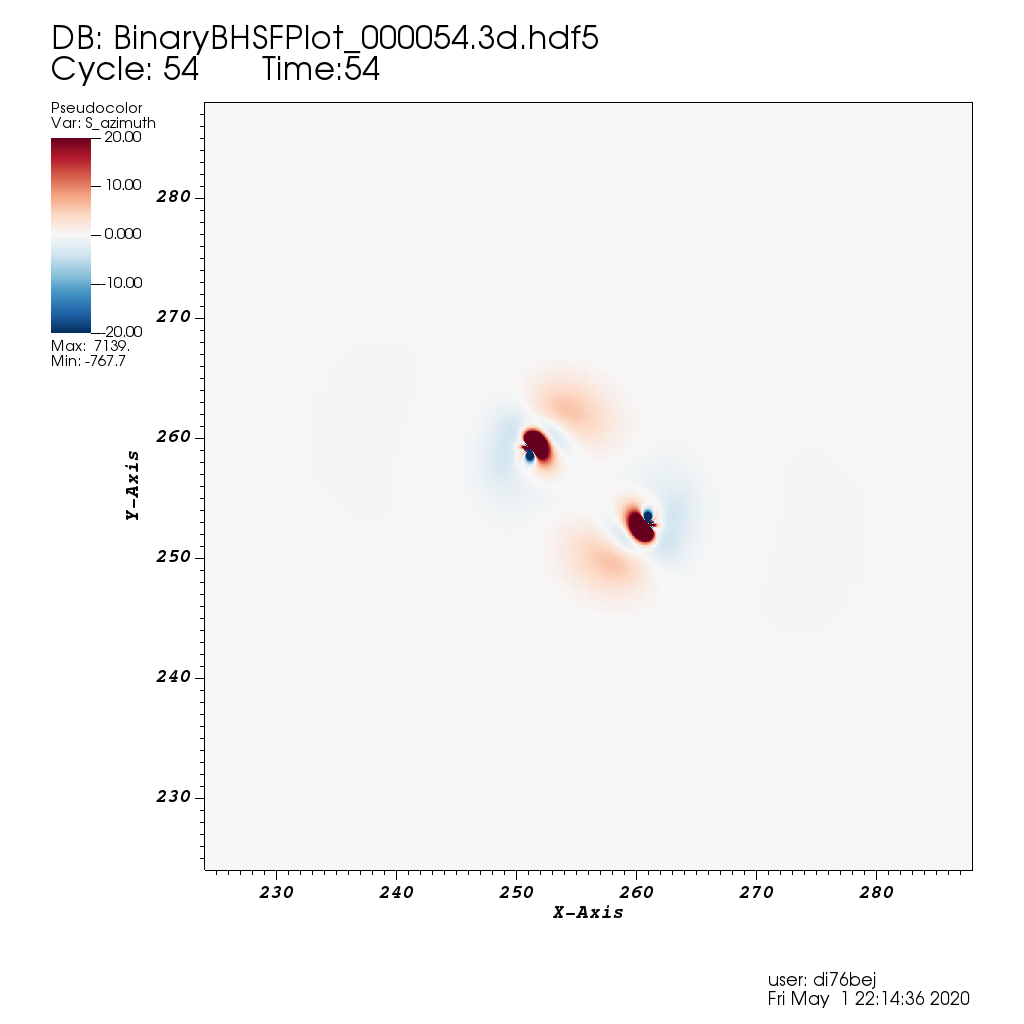 DB: BinaryBHSFPlot_000054.3d.hdf5
Cycle: 54 Time:54
Pseudocolor
Var: S_azimuth
20.00
10.00
0.000
-10.00
-20.00
Max: 7139.
Min: -767.7
280
270
260
250
240
230
Y-Axis
230 240 250 260 270 280
X-Axis
user: di76bej
Fri May 1 22:14:36 2020